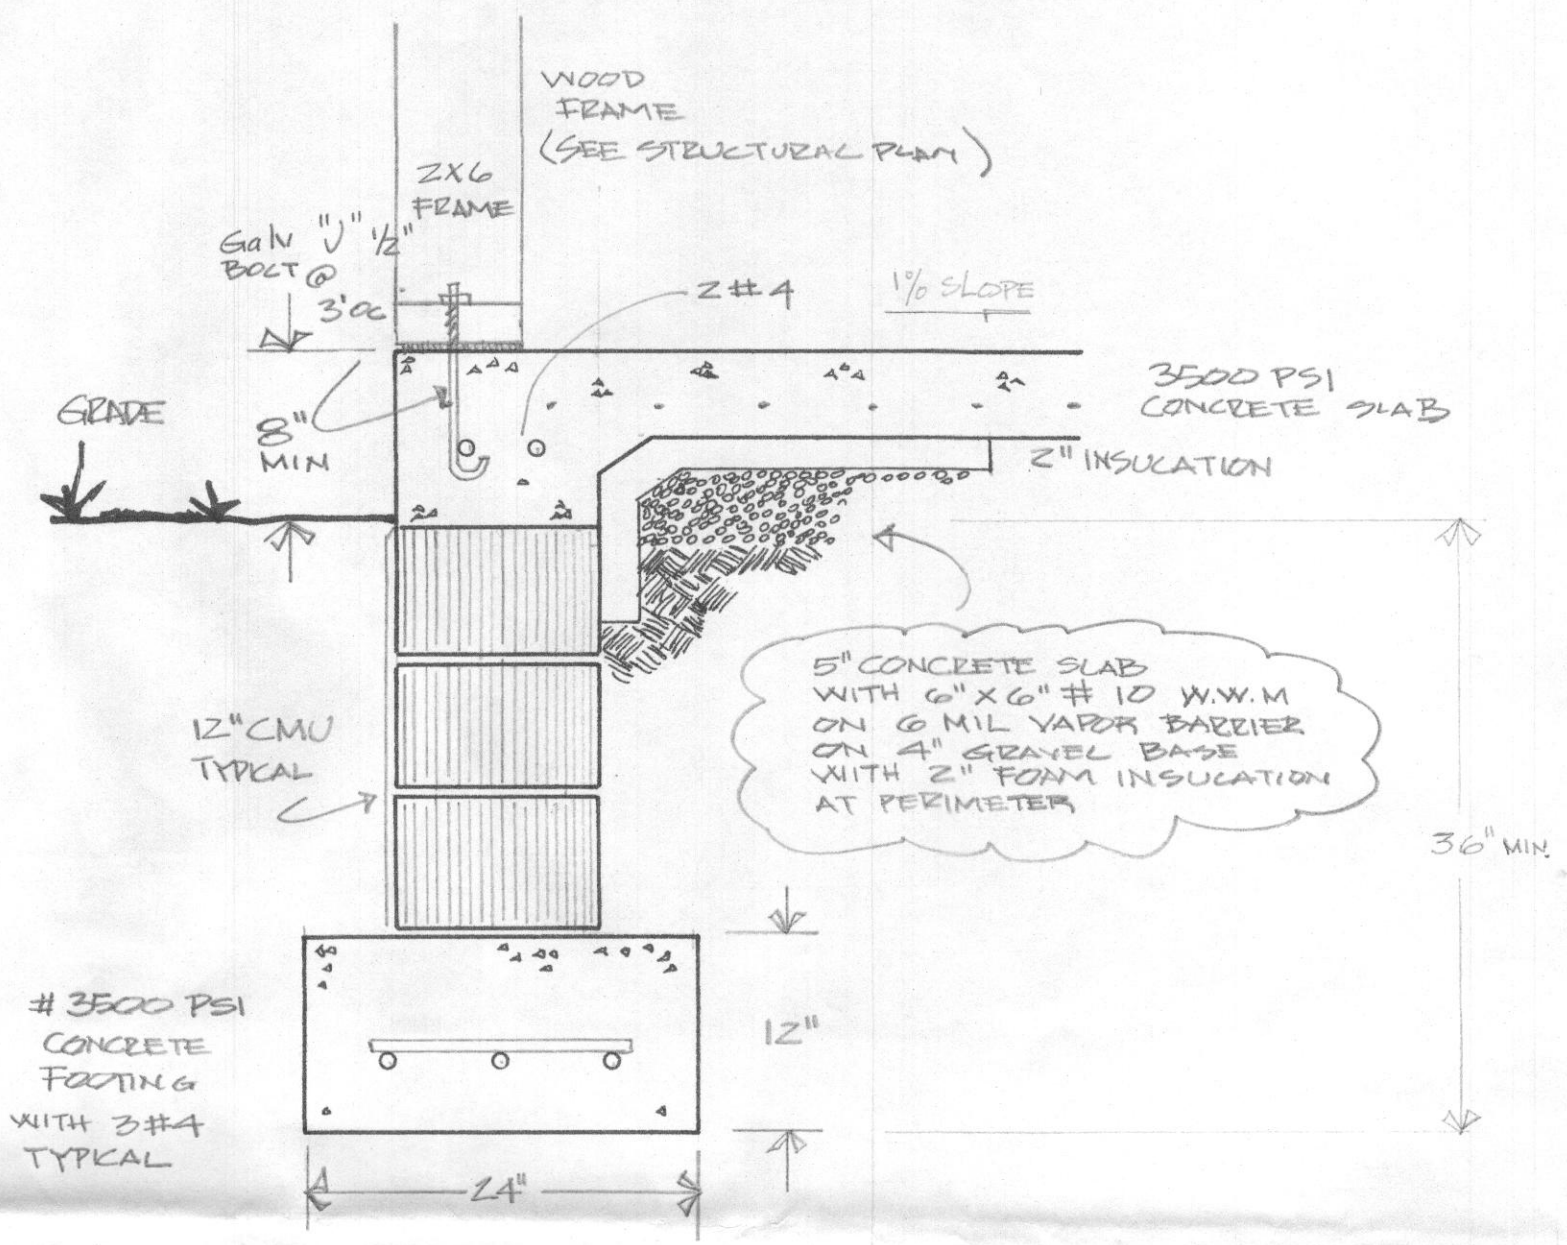 WOOD
FRAME
(SEE STRUCTURAL PLAN)
2X6
FRAME
Galv "J" 1/2"
BOLT @
3'OC
2#4
1% SLOPE
GRADE
8"
MIN
3500 PSI
CONCRETE SLAB
2" INSULATION
5" CONCRETE SLAB
WITH 6" X 6" # 10 W.W.M
ON 6 MIL VAPOR BARRIER
ON 4" GRAVEL BASE
WITH 2" FOAM INSULATION
AT PERIMETER
12" CMU
TYPICAL
36" MIN.
# 3500 PSI
CONCRETE
FOOTING
WITH 3#4
TYPICAL
12"
24"